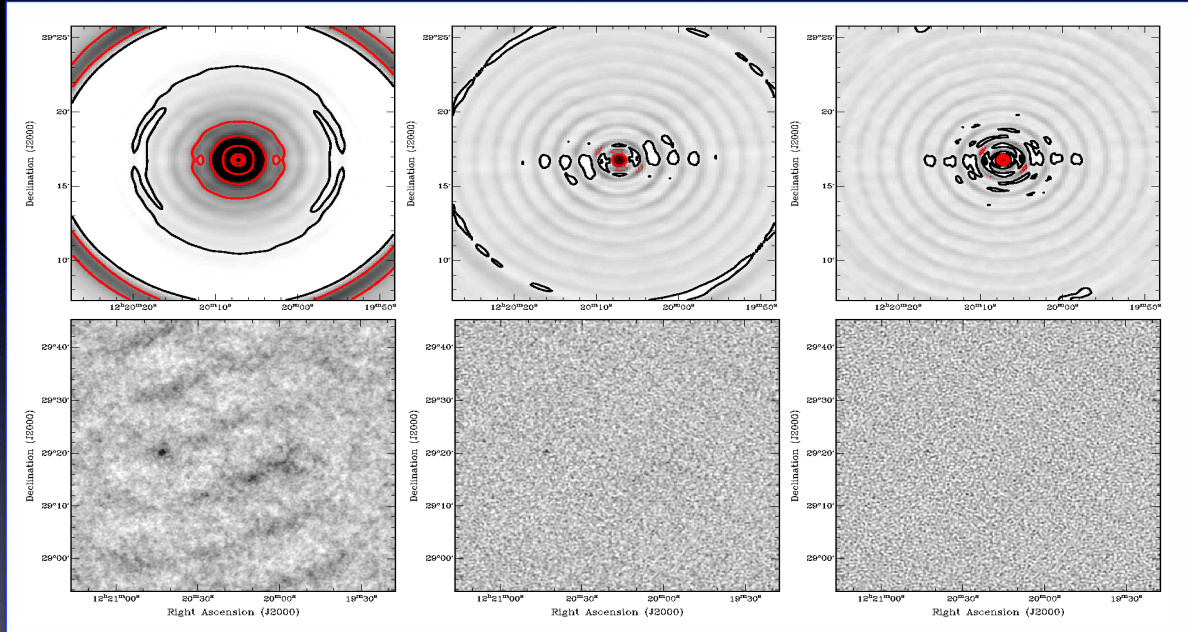 Declination (J2000)
29°25'
20'
15'
10'
12ʰ20ᵐ20ˢ 20ᵐ10ˢ 20ᵐ00ˢ 19ᵐ50ˢ
Declination (J2000)
29°25'
20'
15'
10'
12ʰ20ᵐ20ˢ 20ᵐ10ˢ 20ᵐ00ˢ 19ᵐ50ˢ
Declination (J2000)
29°25'
20'
15'
10'
12ʰ20ᵐ20ˢ 20ᵐ10ˢ 20ᵐ00ˢ 19ᵐ50ˢ
Declination (J2000)
29°40'
29°30'
29°20'
29°10'
29°00'
12ʰ21ᵐ00ˢ 20ᵐ30ˢ 20ᵐ00ˢ 19ᵐ30ˢ
Right Ascension (J2000)
Declination (J2000)
29°40'
29°30'
29°20'
29°10'
29°00'
12ʰ21ᵐ00ˢ 20ᵐ30ˢ 20ᵐ00ˢ 19ᵐ30ˢ
Right Ascension (J2000)
Declination (J2000)
29°40'
29°30'
29°20'
29°10'
29°00'
12ʰ21ᵐ00ˢ 20ᵐ30ˢ 20ᵐ00ˢ 19ᵐ30ˢ
Right Ascension (J2000)